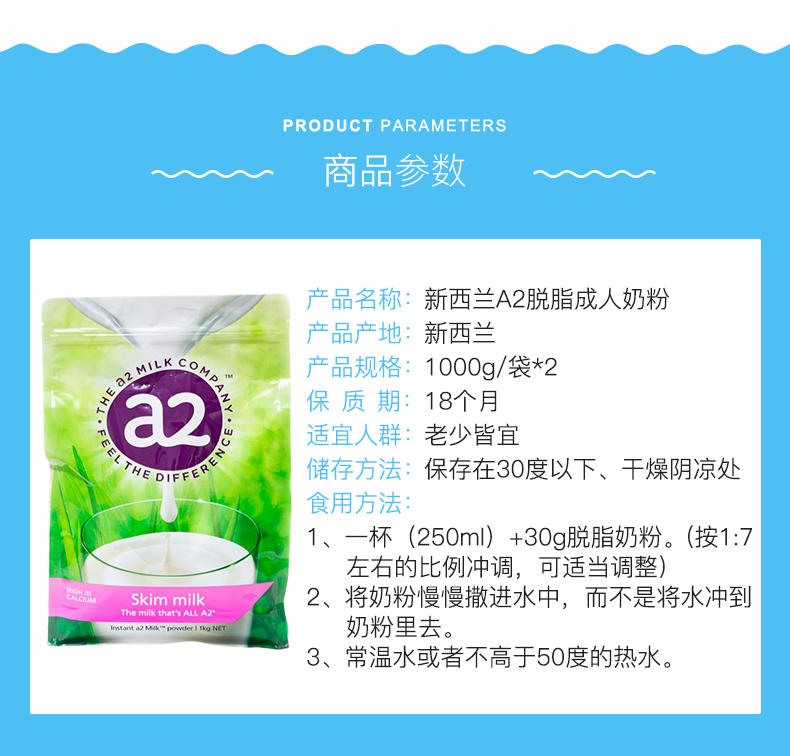 PRODUCT PARAMETERS
商品参数
THE a2 MILK COMPANY™
a2
FEEL THE DIFFERENCE
HIGH IN
CALCIUM
Skim milk
The milk that's ALL A2*
Instant a2 Milk™ powder | 1kg NET
产品名称：新西兰A2脱脂成人奶粉
产品产地：新西兰
产品规格：1000g/袋*2
保 质 期：18个月
适宜人群：老少皆宜
储存方法：保存在30度以下、干燥阴凉处
食用方法：
1、一杯（250ml）+30g脱脂奶粉。（按1:7
左右的比例冲调，可适当调整）
2、将奶粉慢慢撒进水中，而不是将水冲到
奶粉里去。
3、常温水或者不高于50度的热水。